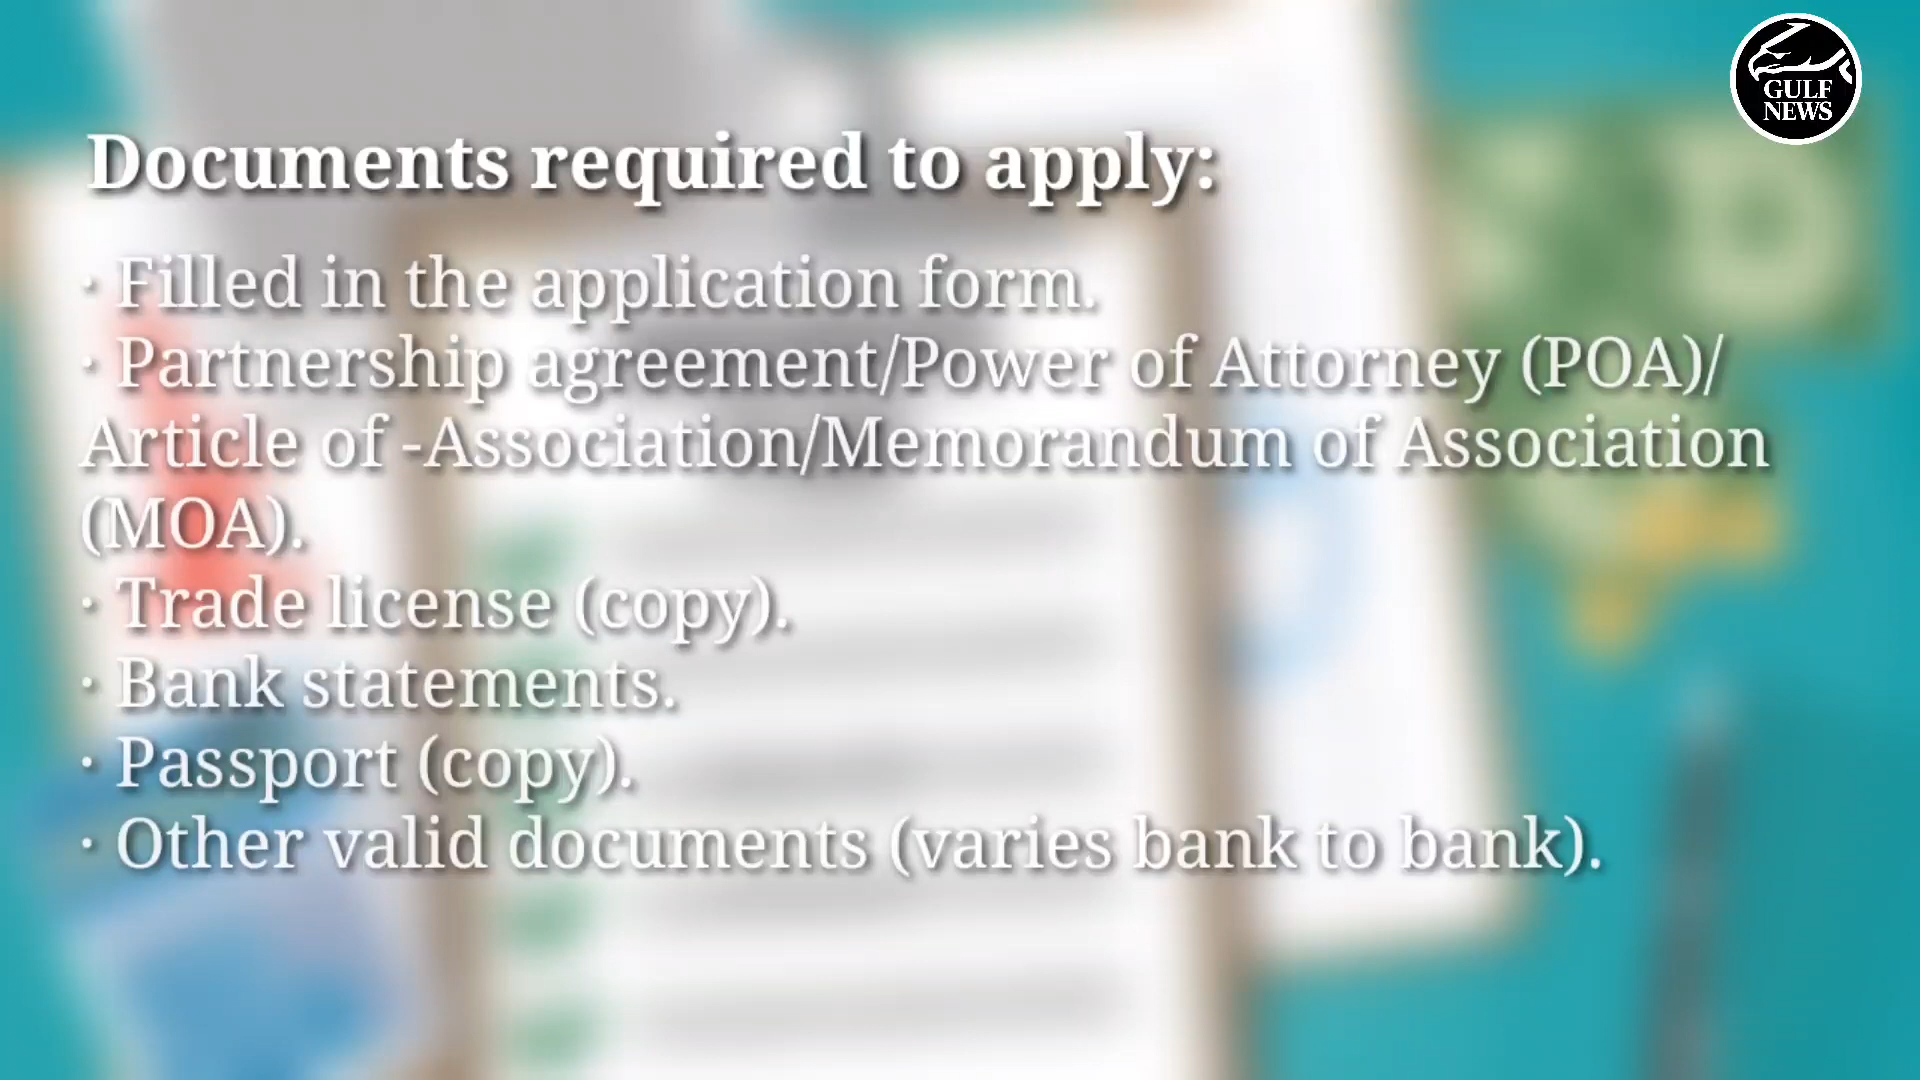 GULF
NEWS
Documents required to apply:
· Filled in the application form.
· Partnership agreement/Power of Attorney (POA)/
Article of -Association/Memorandum of Association
(MOA).
· Trade license (copy).
· Bank statements.
· Passport (copy).
· Other valid documents (varies bank to bank).